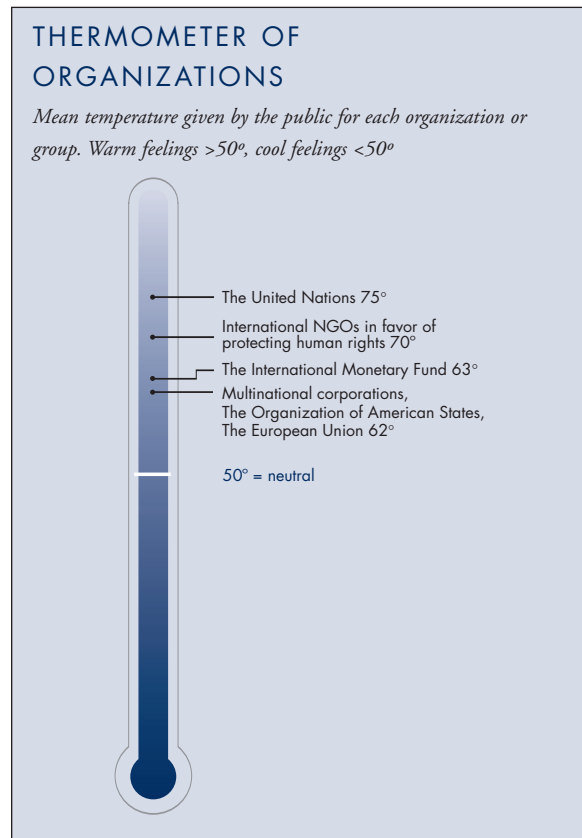 THERMOMETER OF
ORGANIZATIONS
Mean temperature given by the public for each organization or
group. Warm feelings >50º, cool feelings <50º
The United Nations 75°
International NGOs in favor of
protecting human rights 70°
The International Monetary Fund 63°
Multinational corporations,
The Organization of American States,
The European Union 62°
50° = neutral